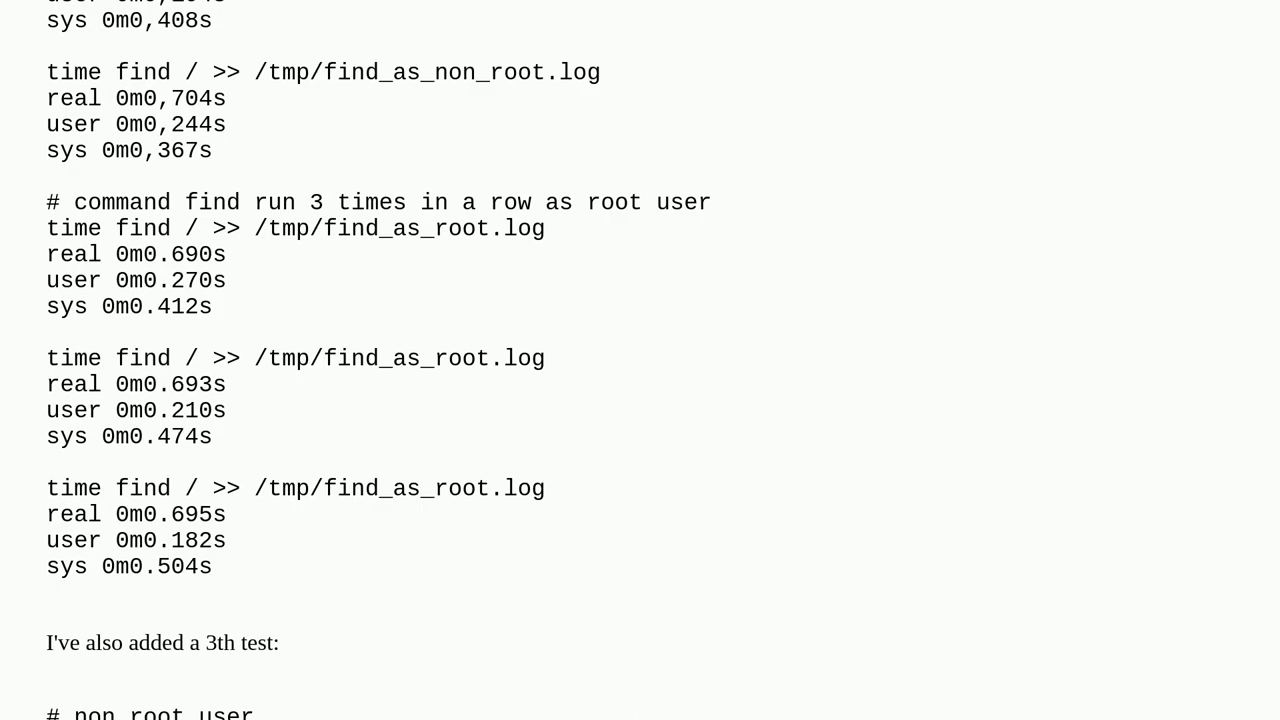 sys 0m0,408s
time find / >> /tmp/find_as_non_root.log
real 0m0,704s
user 0m0,244s
sys 0m0,367s
# command find run 3 times in a row as root user
time find / >> /tmp/find_as_root.log
real 0m0.690s
user 0m0.270s
sys 0m0.412s
time find / >> /tmp/find_as_root.log
real 0m0.693s
user 0m0.210s
sys 0m0.474s
time find / >> /tmp/find_as_root.log
real 0m0.695s
user 0m0.182s
sys 0m0.504s
I've also added a 3th test:
# non root user